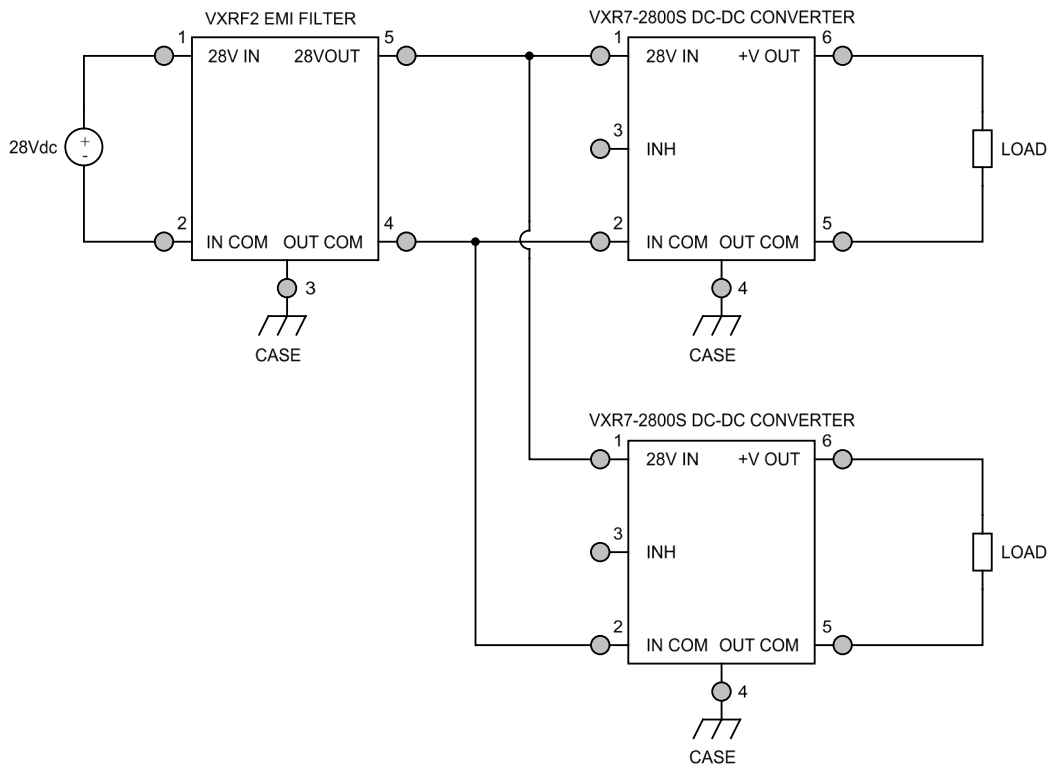 VXRF2 EMI FILTER
VXR7-2800S DC-DC CONVERTER
1
5
1
6
28V IN
28VOUT
28V IN
+V OUT
3
28Vdc
+
-
INH
LOAD
2
4
2
5
IN COM
OUT COM
IN COM
OUT COM
3
4
CASE
CASE
VXR7-2800S DC-DC CONVERTER
1
6
28V IN
+V OUT
3
INH
LOAD
2
5
IN COM
OUT COM
4
CASE